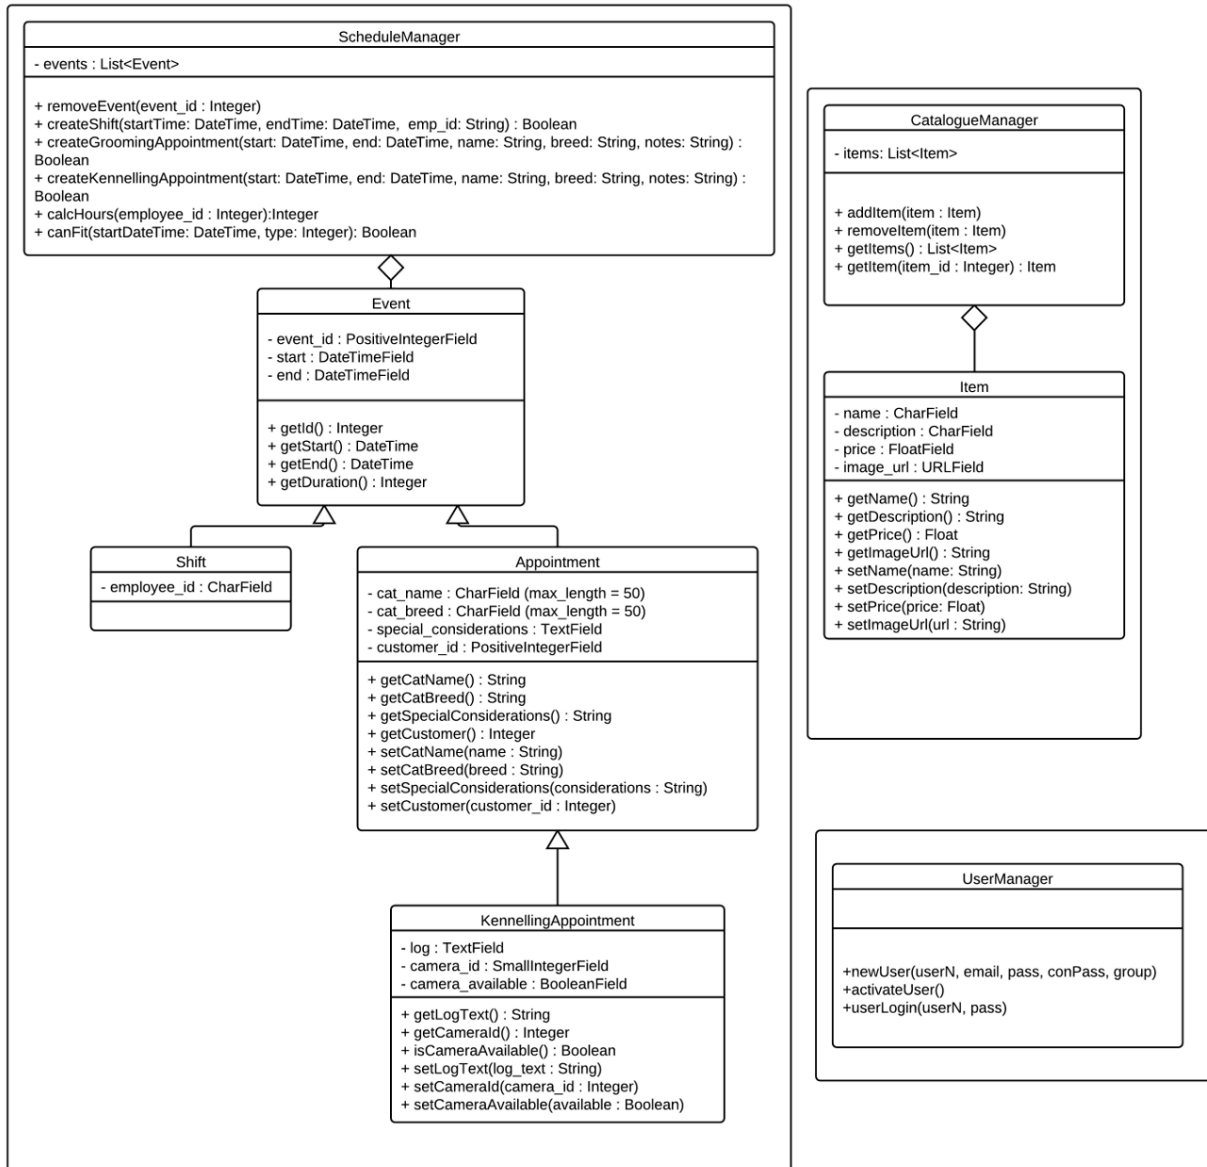 ScheduleManager
- events : List<Event>
+ removeEvent(event_id : Integer)
+ createShift(startTime: DateTime, endTime: DateTime,  emp_id: String) : Boolean
+ createGroomingAppointment(start: DateTime, end: DateTime, name: String, breed: String, notes: String) :
Boolean
+ createKennellingAppointment(start: DateTime, end: DateTime, name: String, breed: String, notes: String) :
Boolean
+ calcHours(employee_id : Integer):Integer
+ canFit(startDateTime: DateTime, type: Integer): Boolean
Event
- event_id : PositiveIntegerField
- start : DateTimeField
- end : DateTimeField
+ getId() : Integer
+ getStart() : DateTime
+ getEnd() : DateTime
+ getDuration() : Integer
Shift
- employee_id : CharField
Appointment
- cat_name : CharField (max_length = 50)
- cat_breed : CharField (max_length = 50)
- special_considerations : TextField
- customer_id : PositiveIntegerField
+ getCatName() : String
+ getCatBreed() : String
+ getSpecialConsiderations() : String
+ getCustomer() : Integer
+ setCatName(name : String)
+ setCatBreed(breed : String)
+ setSpecialConsiderations(considerations : String)
+ setCustomer(customer_id : Integer)
KennellingAppointment
- log : TextField
- camera_id : SmallIntegerField
- camera_available : BooleanField
+ getLogText() : String
+ getCameraId() : Integer
+ isCameraAvailable() : Boolean
+ setLogText(log_text : String)
+ setCameraId(camera_id : Integer)
+ setCameraAvailable(available : Boolean)
CatalogueManager
- items: List<Item>
+ addItem(item : Item)
+ removeItem(item : Item)
+ getItems() : List<Item>
+ getItem(item_id : Integer) : Item
Item
- name : CharField
- description : CharField
- price : FloatField
- image_url : URLField
+ getName() : String
+ getDescription() : String
+ getPrice() : Float
+ getImageUrl() : String
+ setName(name: String)
+ setDescription(description: String)
+ setPrice(price: Float)
+ setImageUrl(url : String)
UserManager
+newUser(userN, email, pass, conPass, group)
+activateUser()
+userLogin(userN, pass)